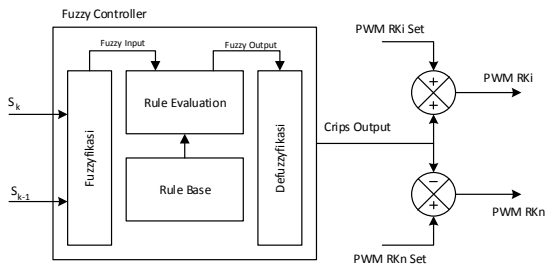 Fuzzy Controller
PWM RKi Set
Fuzzy Input
Fuzzy Output
S k
Fuzzyfikasi
Rule Evaluation
Defuzzyfikasi
PWM RKi
Crips Output
Rule Base
S k-1
PWM RKn
PWM RKn Set
+
+
−
+